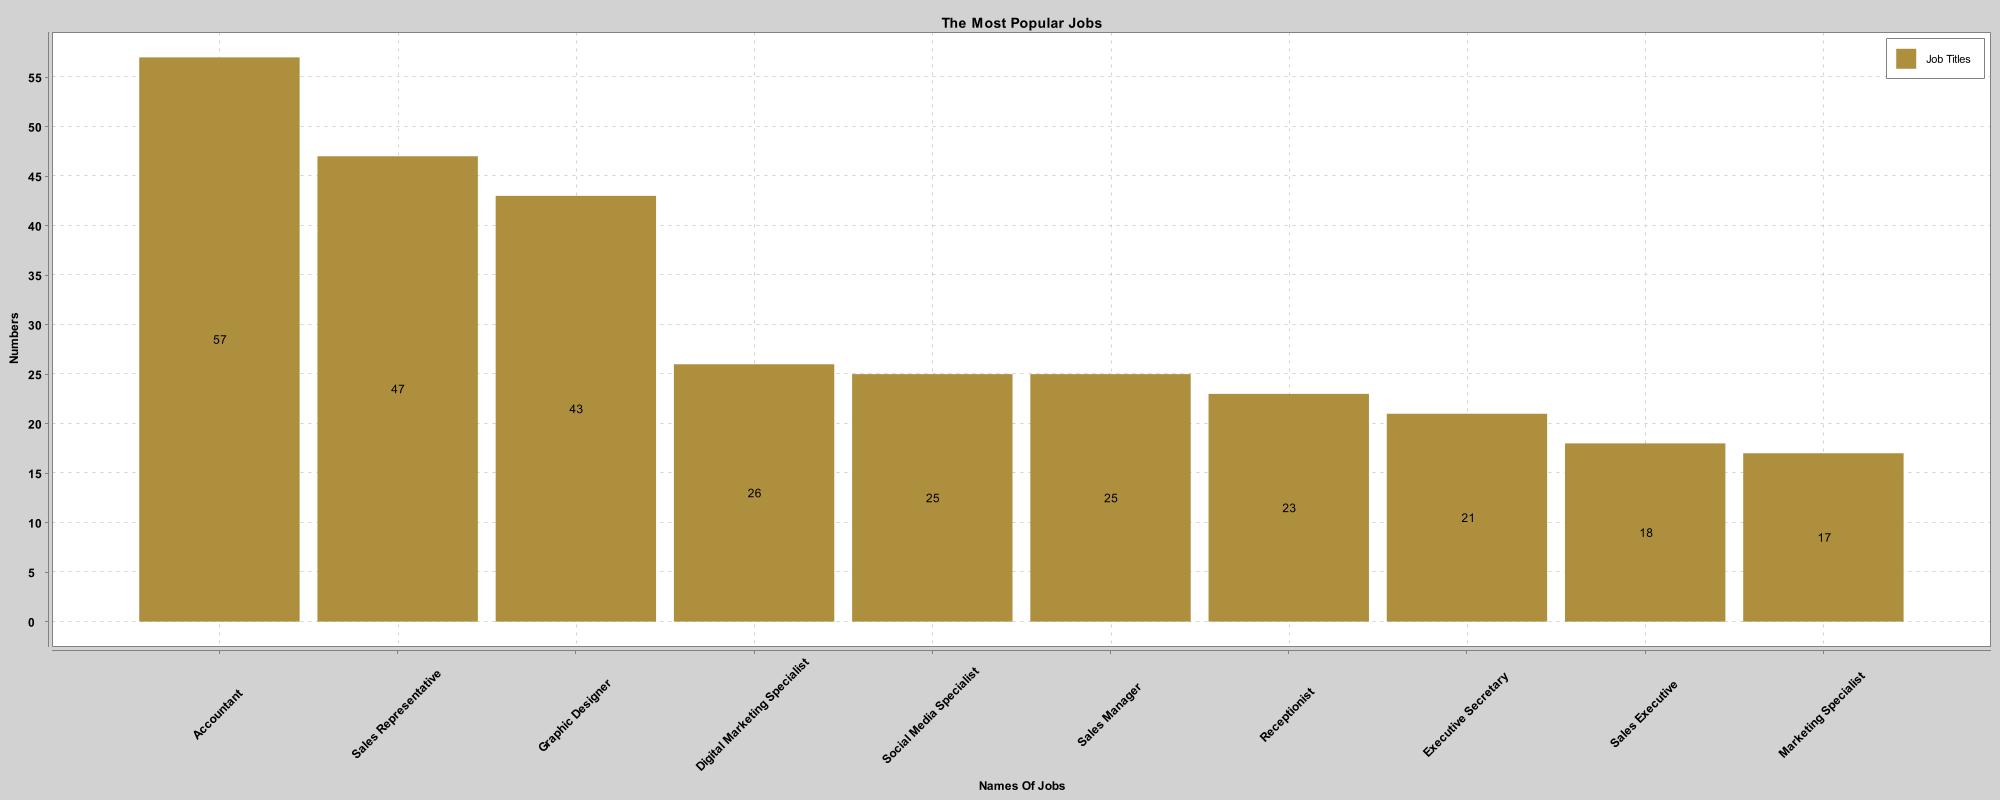 The Most Popular Jobs
Job Titles
Numbers
55
50
45
40
35
30
25
20
15
10
5
0
57
47
43
26
25
25
23
21
18
17
Accountant
Sales Representative
Graphic Designer
Digital Marketing Specialist
Social Media Specialist
Sales Manager
Receptionist
Executive Secretary
Sales Executive
Marketing Specialist
Names Of Jobs